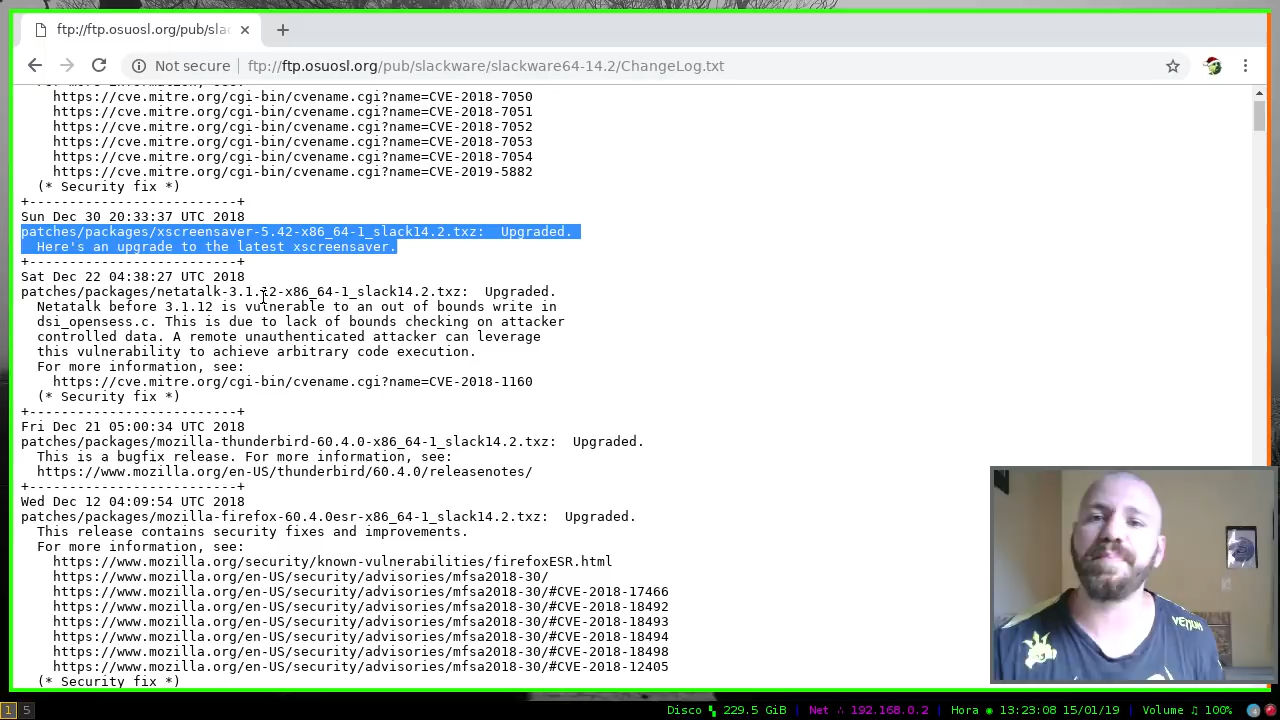 ftp://ftp.osuosl.org/pub/sla
Not secure | ftp://ftp.osuosl.org/pub/slackware/slackware64-14.2/ChangeLog.txt
https://cve.mitre.org/cgi-bin/cvename.cgi?name=CVE-2018-7050
https://cve.mitre.org/cgi-bin/cvename.cgi?name=CVE-2018-7051
https://cve.mitre.org/cgi-bin/cvename.cgi?name=CVE-2018-7052
https://cve.mitre.org/cgi-bin/cvename.cgi?name=CVE-2018-7053
https://cve.mitre.org/cgi-bin/cvename.cgi?name=CVE-2018-7054
https://cve.mitre.org/cgi-bin/cvename.cgi?name=CVE-2019-5882
(* Security fix *)
+--------------------------+
Sun Dec 30 20:33:37 UTC 2018
patches/packages/xscreensaver-5.42-x86_64-1_slack14.2.txz:  Upgraded.
Here's an upgrade to the latest xscreensaver.
+--------------------------+
Sat Dec 22 04:38:27 UTC 2018
patches/packages/netatalk-3.1.12-x86_64-1_slack14.2.txz:  Upgraded.
Netatalk before 3.1.12 is vulnerable to an out of bounds write in
dsi_opensess.c. This is due to lack of bounds checking on attacker
controlled data. A remote unauthenticated attacker can leverage
this vulnerability to achieve arbitrary code execution.
For more information, see:
https://cve.mitre.org/cgi-bin/cvename.cgi?name=CVE-2018-1160
(* Security fix *)
+--------------------------+
Fri Dec 21 05:00:34 UTC 2018
patches/packages/mozilla-thunderbird-60.4.0-x86_64-1_slack14.2.txz:  Upgraded.
This is a bugfix release. For more information, see:
https://www.mozilla.org/en-US/thunderbird/60.4.0/releasenotes/
+--------------------------+
Wed Dec 12 04:09:54 UTC 2018
patches/packages/mozilla-firefox-60.4.0esr-x86_64-1_slack14.2.txz:  Upgraded.
This release contains security fixes and improvements.
For more information, see:
https://www.mozilla.org/security/known-vulnerabilities/firefoxESR.html
https://www.mozilla.org/en-US/security/advisories/mfsa2018-30/
https://www.mozilla.org/en-US/security/advisories/mfsa2018-30/#CVE-2018-17466
https://www.mozilla.org/en-US/security/advisories/mfsa2018-30/#CVE-2018-18492
https://www.mozilla.org/en-US/security/advisories/mfsa2018-30/#CVE-2018-18493
https://www.mozilla.org/en-US/security/advisories/mfsa2018-30/#CVE-2018-18494
https://www.mozilla.org/en-US/security/advisories/mfsa2018-30/#CVE-2018-18498
https://www.mozilla.org/en-US/security/advisories/mfsa2018-30/#CVE-2018-12405
(* Security fix *)
VENUM
1 5 Disco 229.5 GiB | Net 192.168.0.2 | Hora 13:23:08 15/01/19 | Volume ♫ 100%